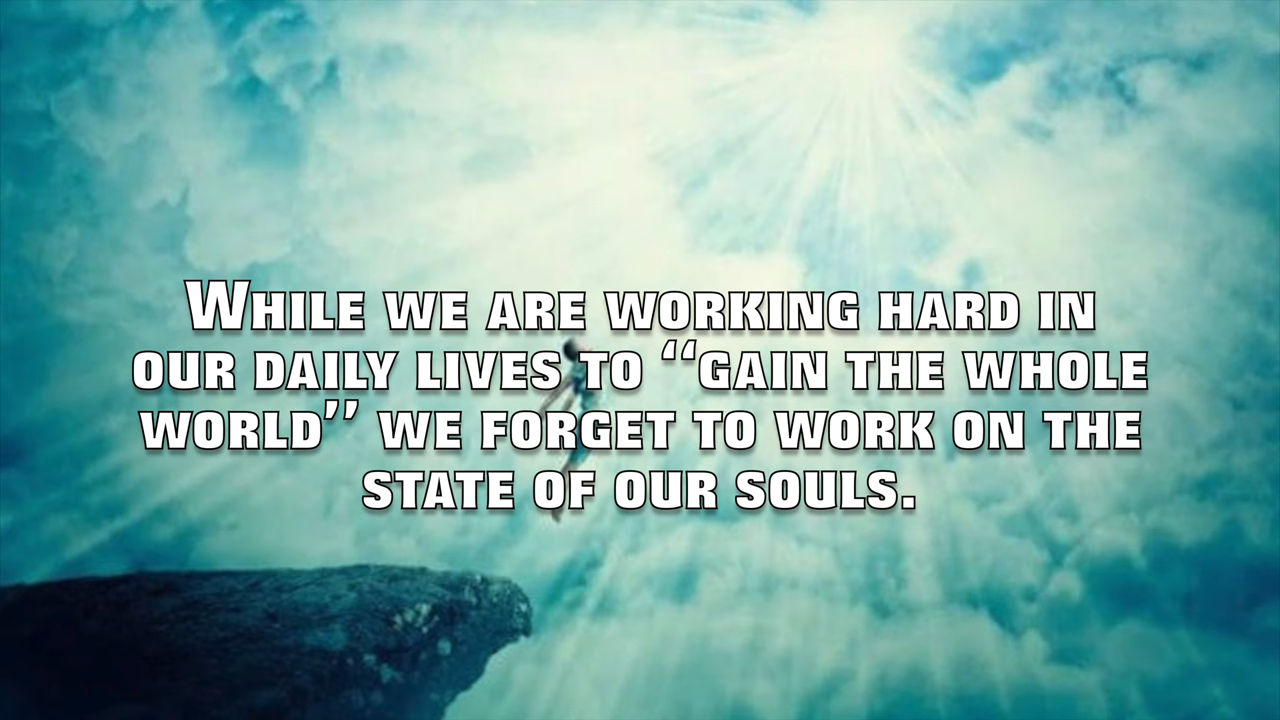 While we are working hard in
our daily lives to “gain the whole
world” we forget to work on the
state of our souls.